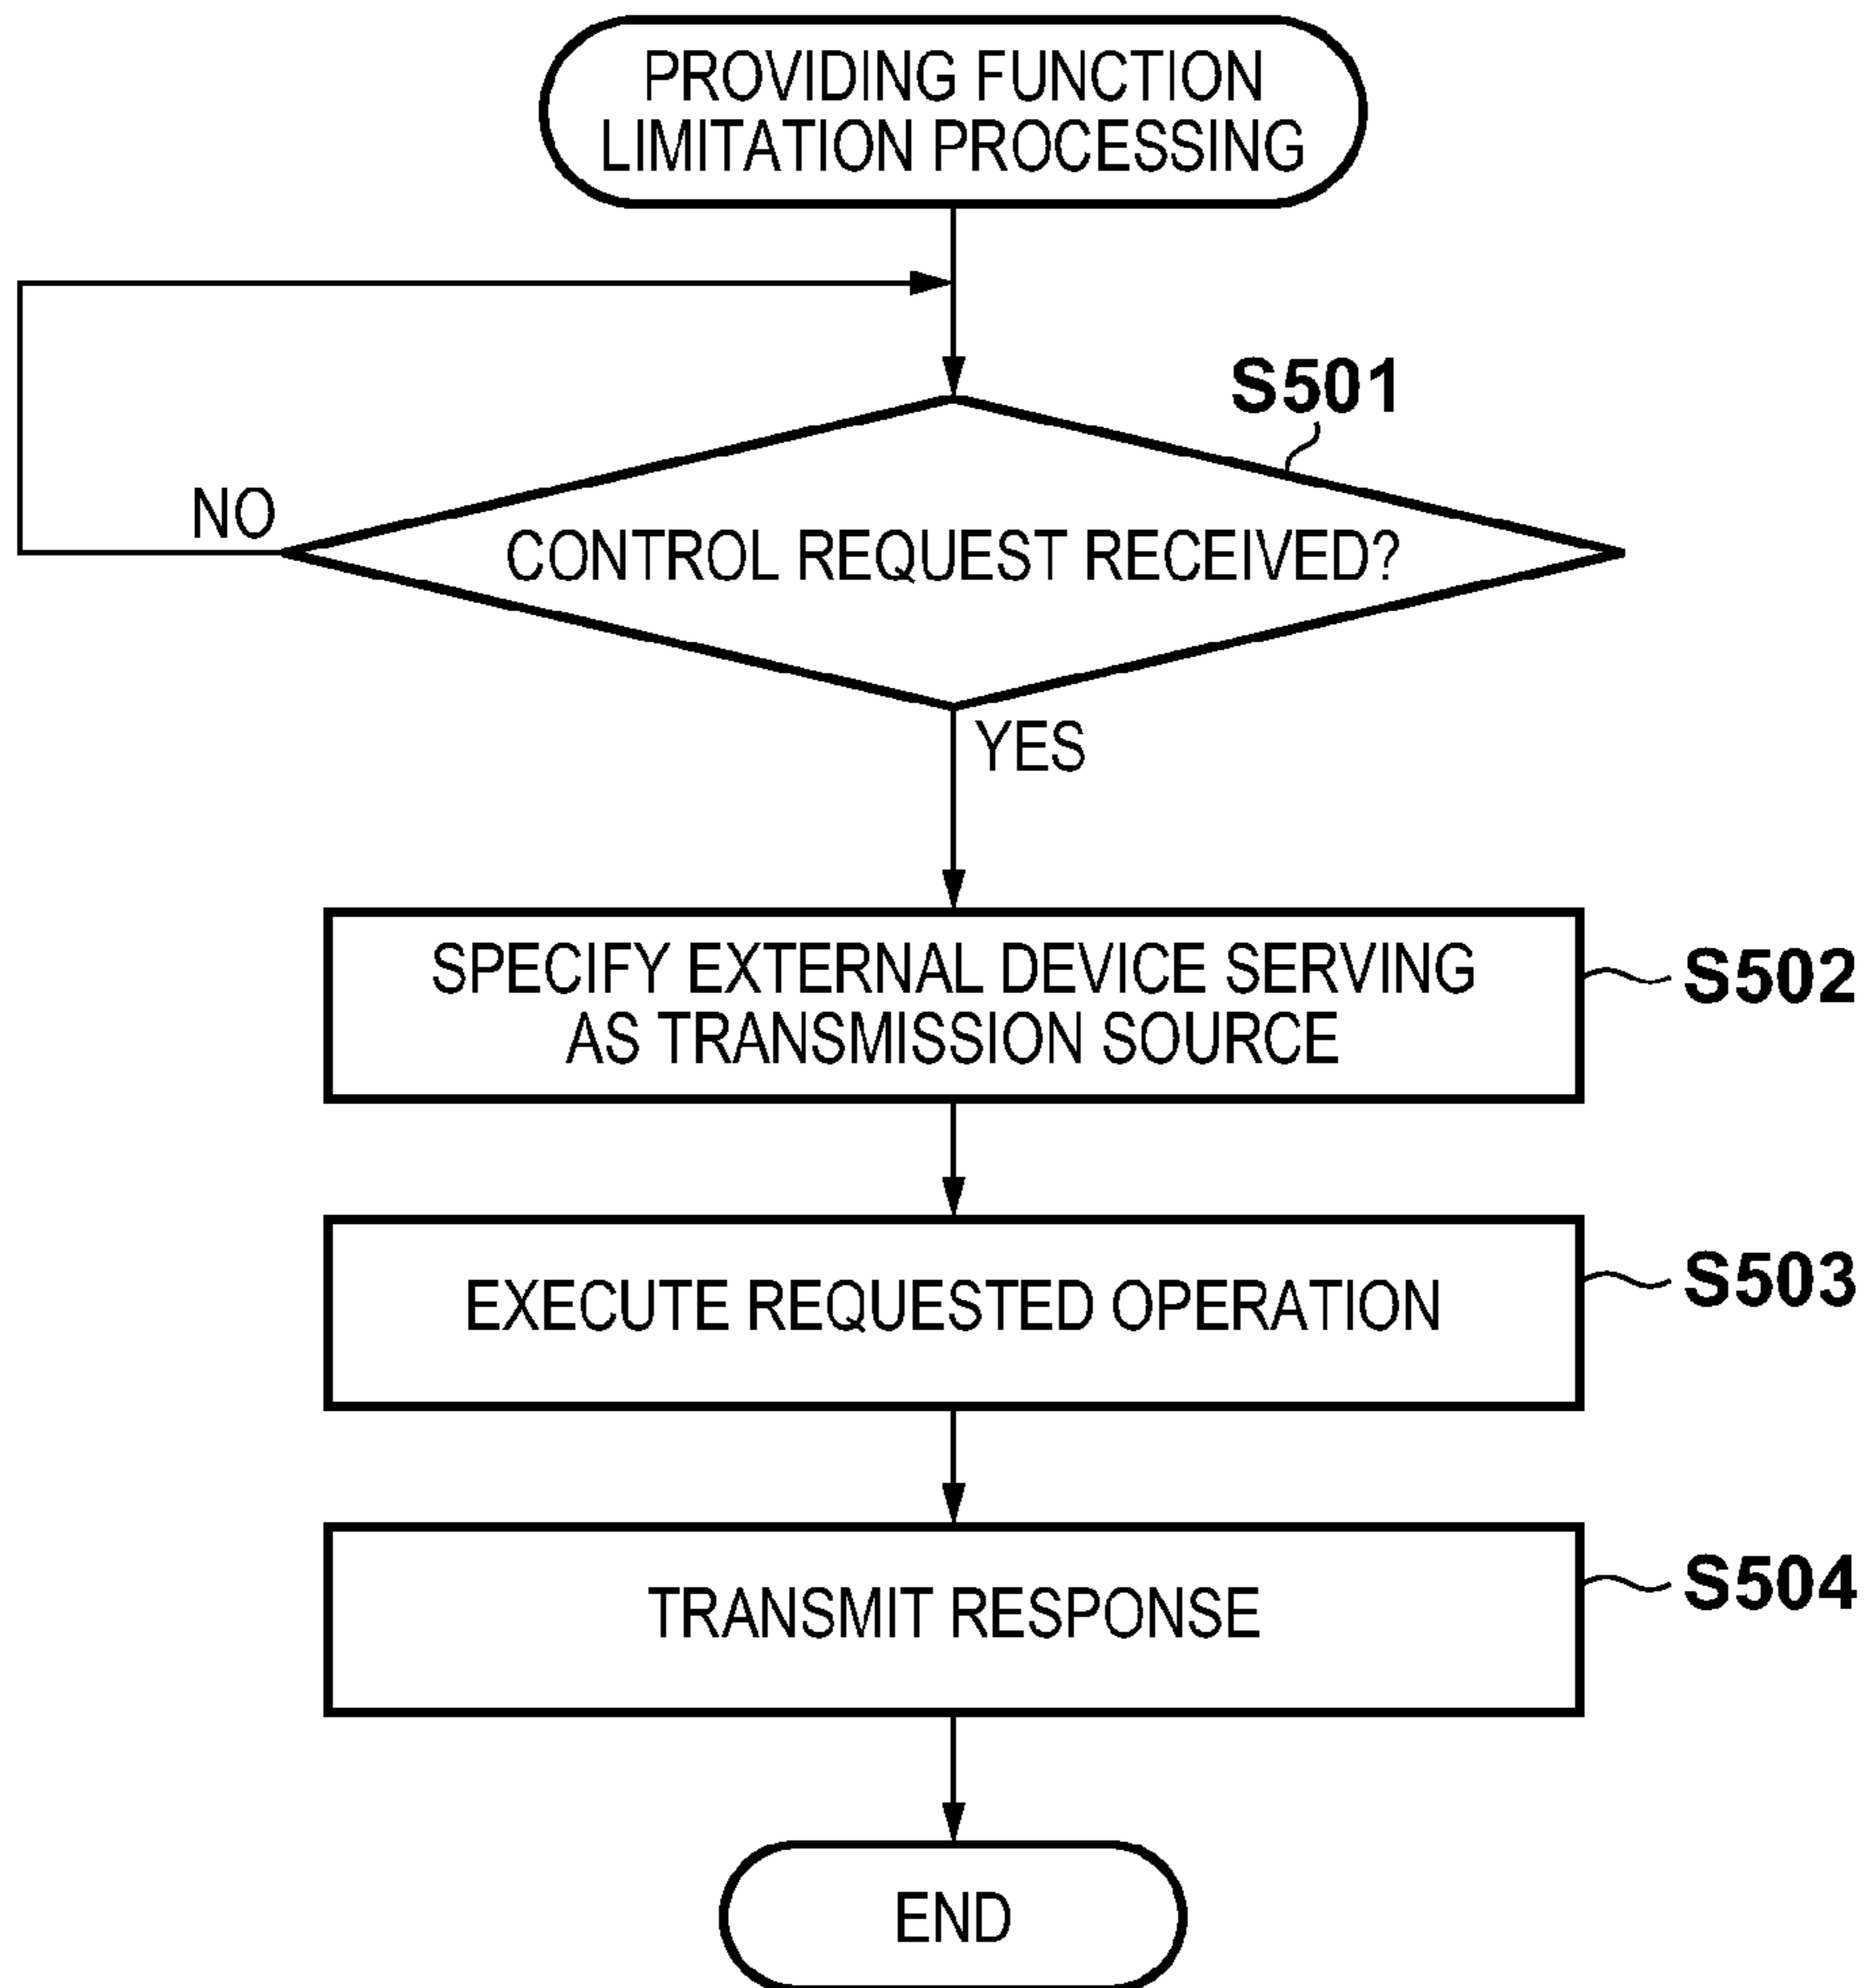 PROVIDING FUNCTION
LIMITATION PROCESSING
S501
NO
CONTROL REQUEST RECEIVED?
YES
SPECIFY EXTERNAL DEVICE SERVING
AS TRANSMISSION SOURCE
S502
EXECUTE REQUESTED OPERATION
S503
TRANSMIT RESPONSE
S504
END